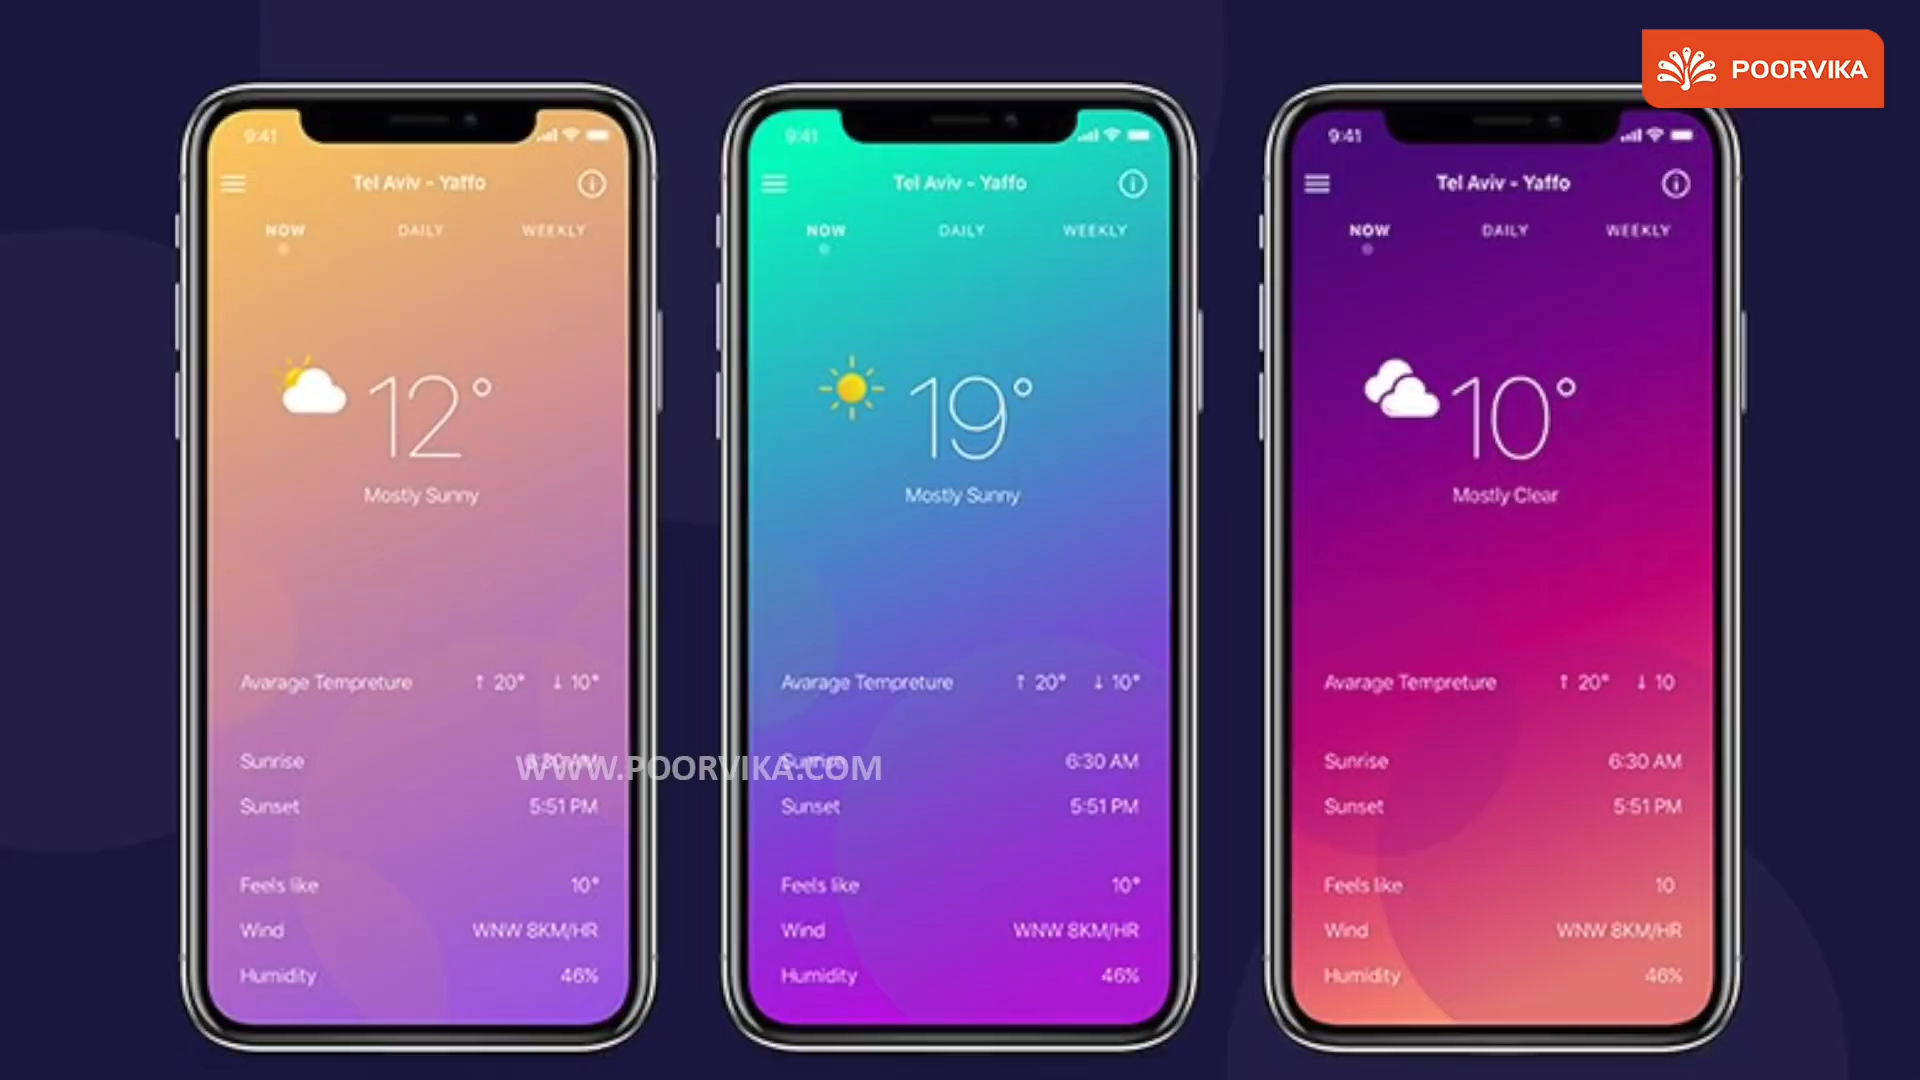 POORVIKA
9:41
Tel Aviv - Yaffo
NOW DAILY WEEKLY
12°
Mostly Sunny
Avarage Tempreture ↑ 20° ↓ 10°
Sunrise 6:30 AM
Sunset 5:51 PM
Feels like 10°
Wind WNW 8KM/HR
Humidity 46%
9:41
Tel Aviv - Yaffo
NOW DAILY WEEKLY
19°
Mostly Sunny
Avarage Tempreture ↑ 20° ↓ 10°
Sunrise 6:30 AM
Sunset 5:51 PM
Feels like 10°
Wind WNW 8KM/HR
Humidity 46%
9:41
Tel Aviv - Yaffo
NOW DAILY WEEKLY
10°
Mostly Clear
Avarage Tempreture ↑ 20° ↓ 10
Sunrise 6:30 AM
Sunset 5:51 PM
Feels like 10
Wind WNW 8KM/HR
Humidity 46%
WWW.POORVIKA.COM